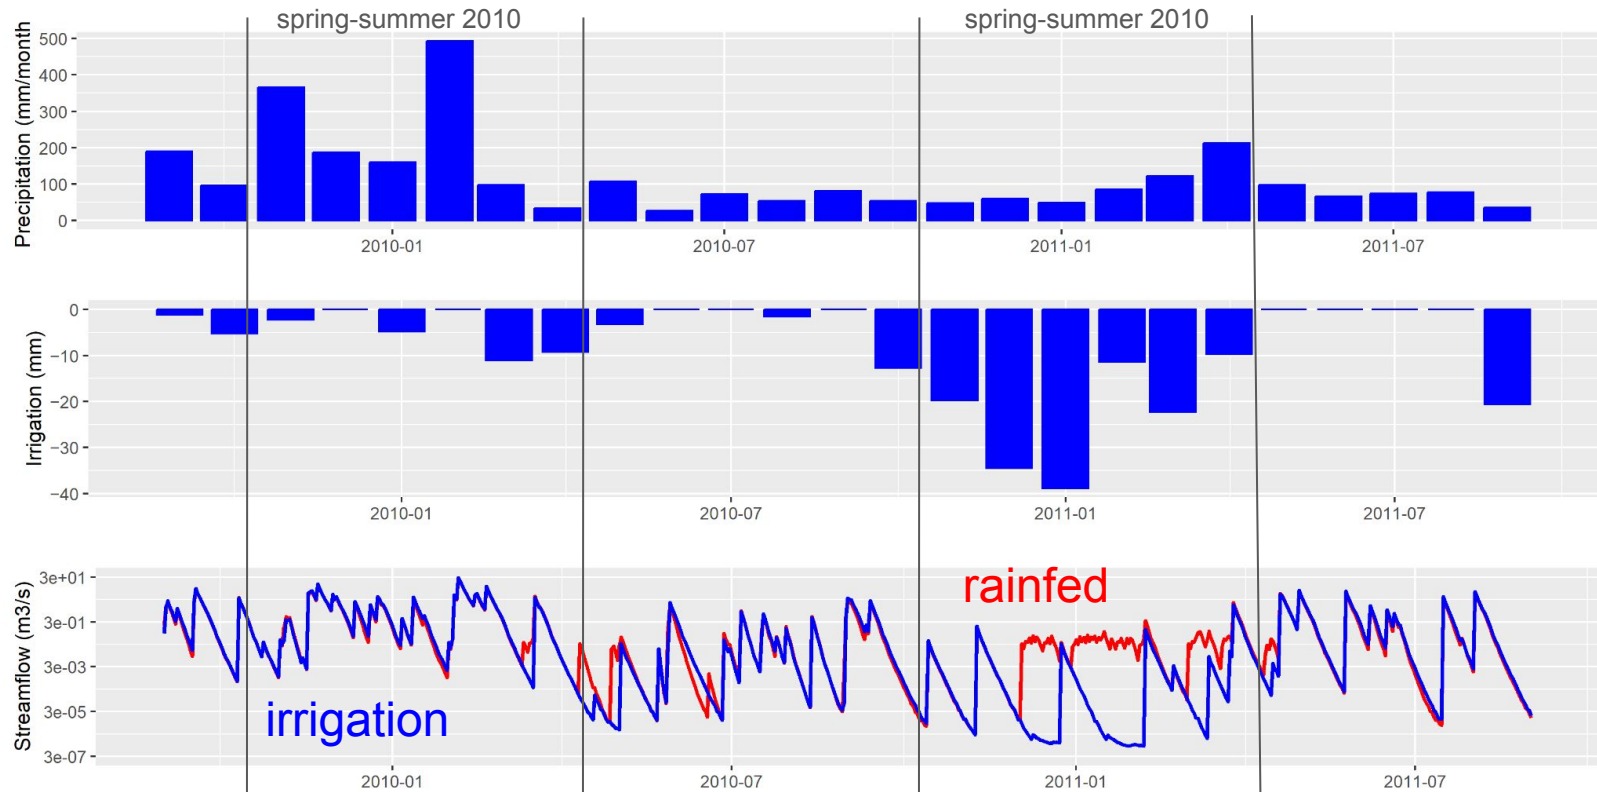 spring-summer 2010
spring-summer 2010
Precipitation (mm/month
500
400
300
200
100
0
2010-01
2010-07
2011-01
2011-07
Irrigation (mm)
0
−10
−20
−30
−40
2010-01
2010-07
2011-01
2011-07
Streamflow (m3/s)
3e+01
3e-01
3e-03
3e-05
3e-07
rainfed
irrigation
2010-01
2010-07
2011-01
2011-07